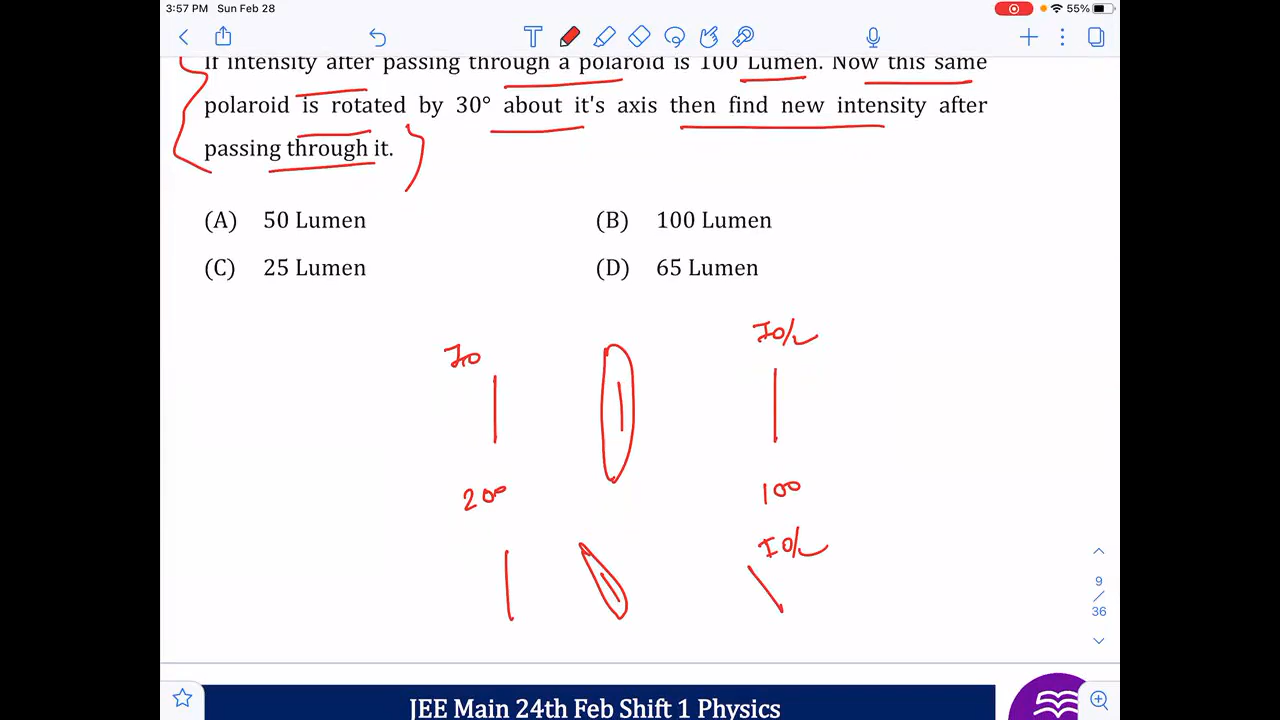 3:57 PM Sun Feb 28
55%
If intensity after passing through a polaroid is 100 Lumen. Now this same
polaroid is rotated by 30° about it's axis then find new intensity after
passing through it.
(A) 50 Lumen
(B) 100 Lumen
(C) 25 Lumen
(D) 65 Lumen
I0/2
I0
200
100
I0/2
9
/
36
JEE Main 24th Feb Shift 1 Physics